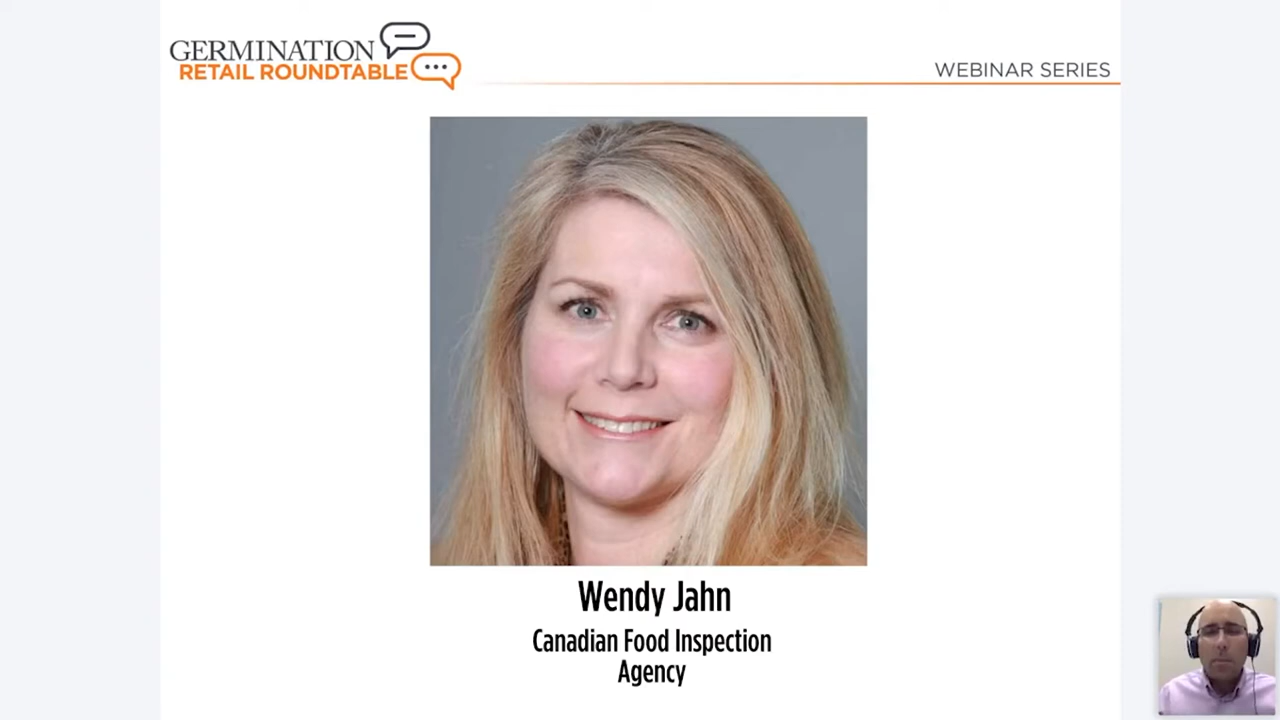 GERMINATION
RETAIL ROUNDTABLE
WEBINAR SERIES
Wendy Jahn
Canadian Food Inspection
Agency